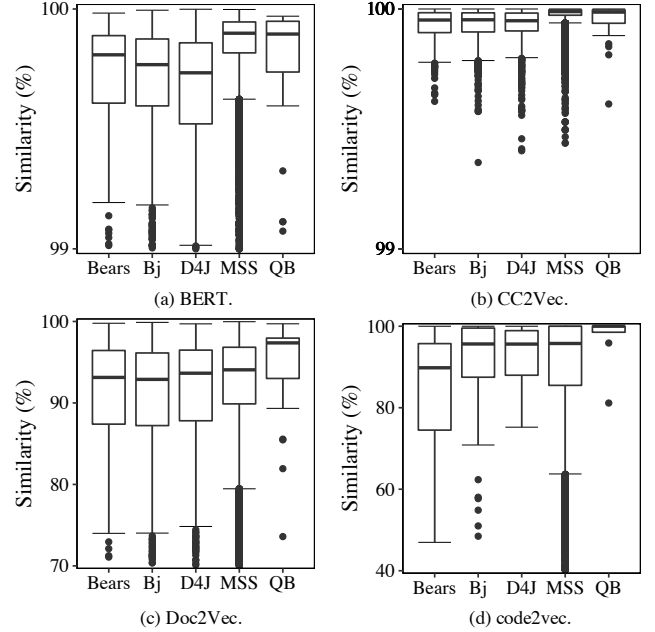 100
99
Similarity (%)
Bears Bj D4J MSS QB
(a) BERT.
100
99
Similarity (%)
Bears Bj D4J MSS QB
(b) CC2Vec.
100
90
80
70
Similarity (%)
Bears Bj D4J MSS QB
(c) Doc2Vec.
100
80
60
40
Similarity (%)
Bears Bj D4J MSS QB
(d) code2vec.